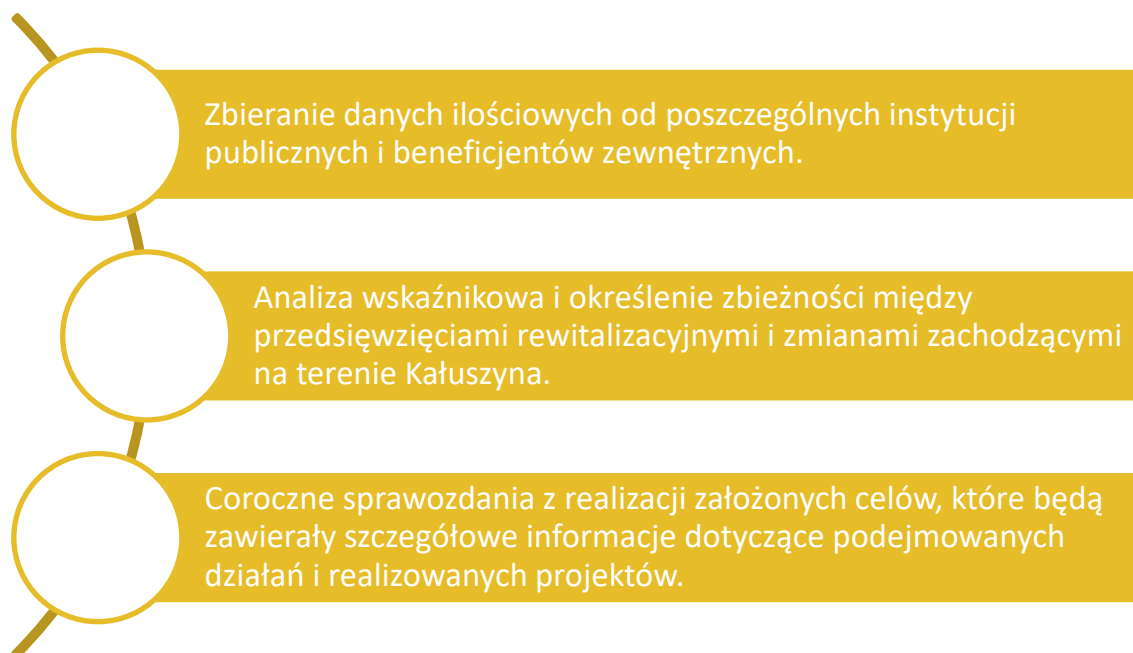 Zbieranie danych ilościowych od poszczególnych instytucji
publicznych i beneficjentów zewnętrznych.
Analiza wskaźnikowa i określenie zbieżności między
przedsięwzięciami rewitalizacyjnymi i zmianami zachodzącymi
na terenie Kałuszyna.
Coroczne sprawozdania z realizacji założonych celów, które będą
zawierały szczegółowe informacje dotyczące podejmowanych
działań i realizowanych projektów.